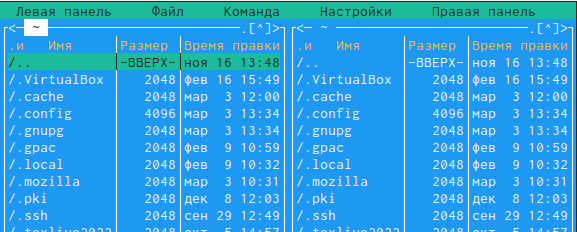 Левая панель Файл Команда Настройки Правая панель
<— ~ .[^]> <— ~ .[^]>
.и Имя Размер Время правки .и Имя Размер Время правки
/.. -ВВЕРХ- ноя 16 13:48 /.. -ВВЕРХ- ноя 16 13:48
/.VirtualBox 2048 фев 16 15:49 /.VirtualBox 2048 фев 16 15:49
/.cache 2048 мар 3 12:00 /.cache 2048 мар 3 12:00
/.config 4096 мар 3 13:34 /.config 4096 мар 3 13:34
/.gnupg 2048 мар 3 13:34 /.gnupg 2048 мар 3 13:34
/.gpac 2048 фев 9 10:59 /.gpac 2048 фев 9 10:59
/.local 2048 фев 9 10:32 /.local 2048 фев 9 10:32
/.mozilla 2048 мар 3 10:31 /.mozilla 2048 мар 3 10:31
/.pki 2048 дек 8 12:03 /.pki 2048 дек 8 12:03
/.ssh 2048 сен 29 12:49 /.ssh 2048 сен 29 12:49
/.texlive2022 2048 окт 5 14:57 /.texlive2022 2048 окт 5 14:57